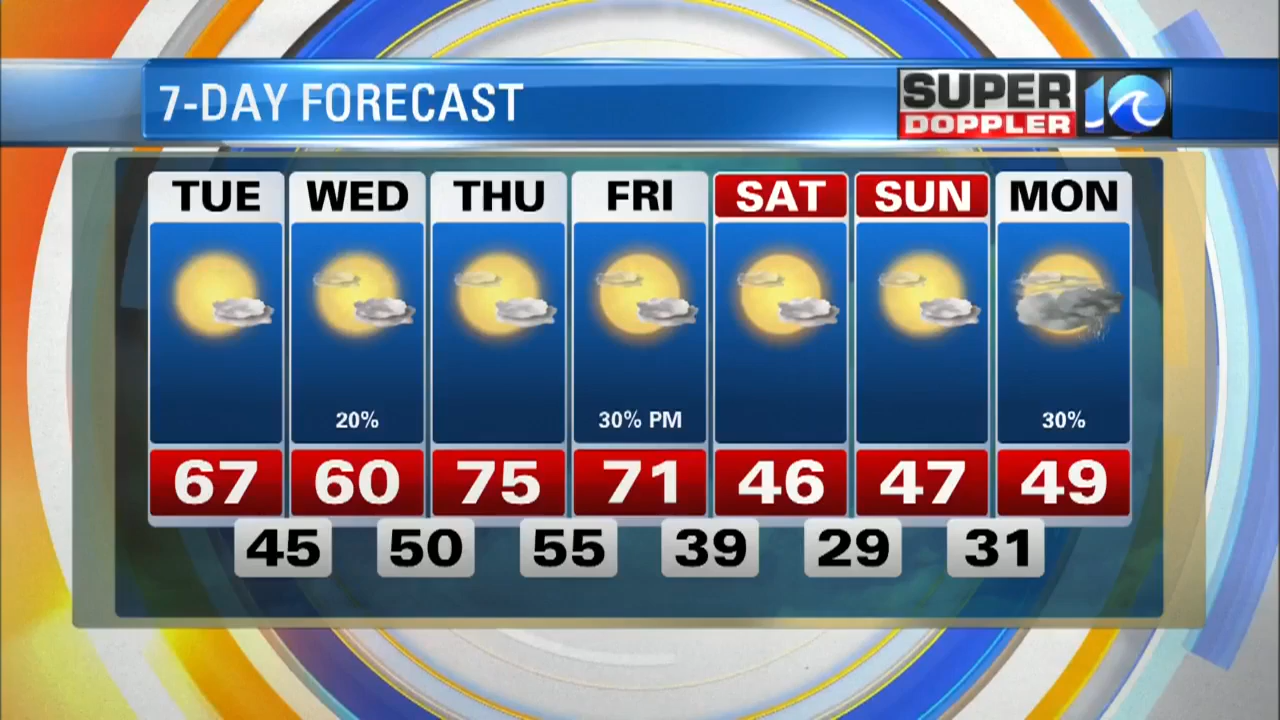 7-DAY FORECAST
SUPER
DOPPLER
10
TUE WED THU FRI SAT SUN MON
20% 30% PM 30%
67 60 75 71 46 47 49
45 50 55 39 29 31